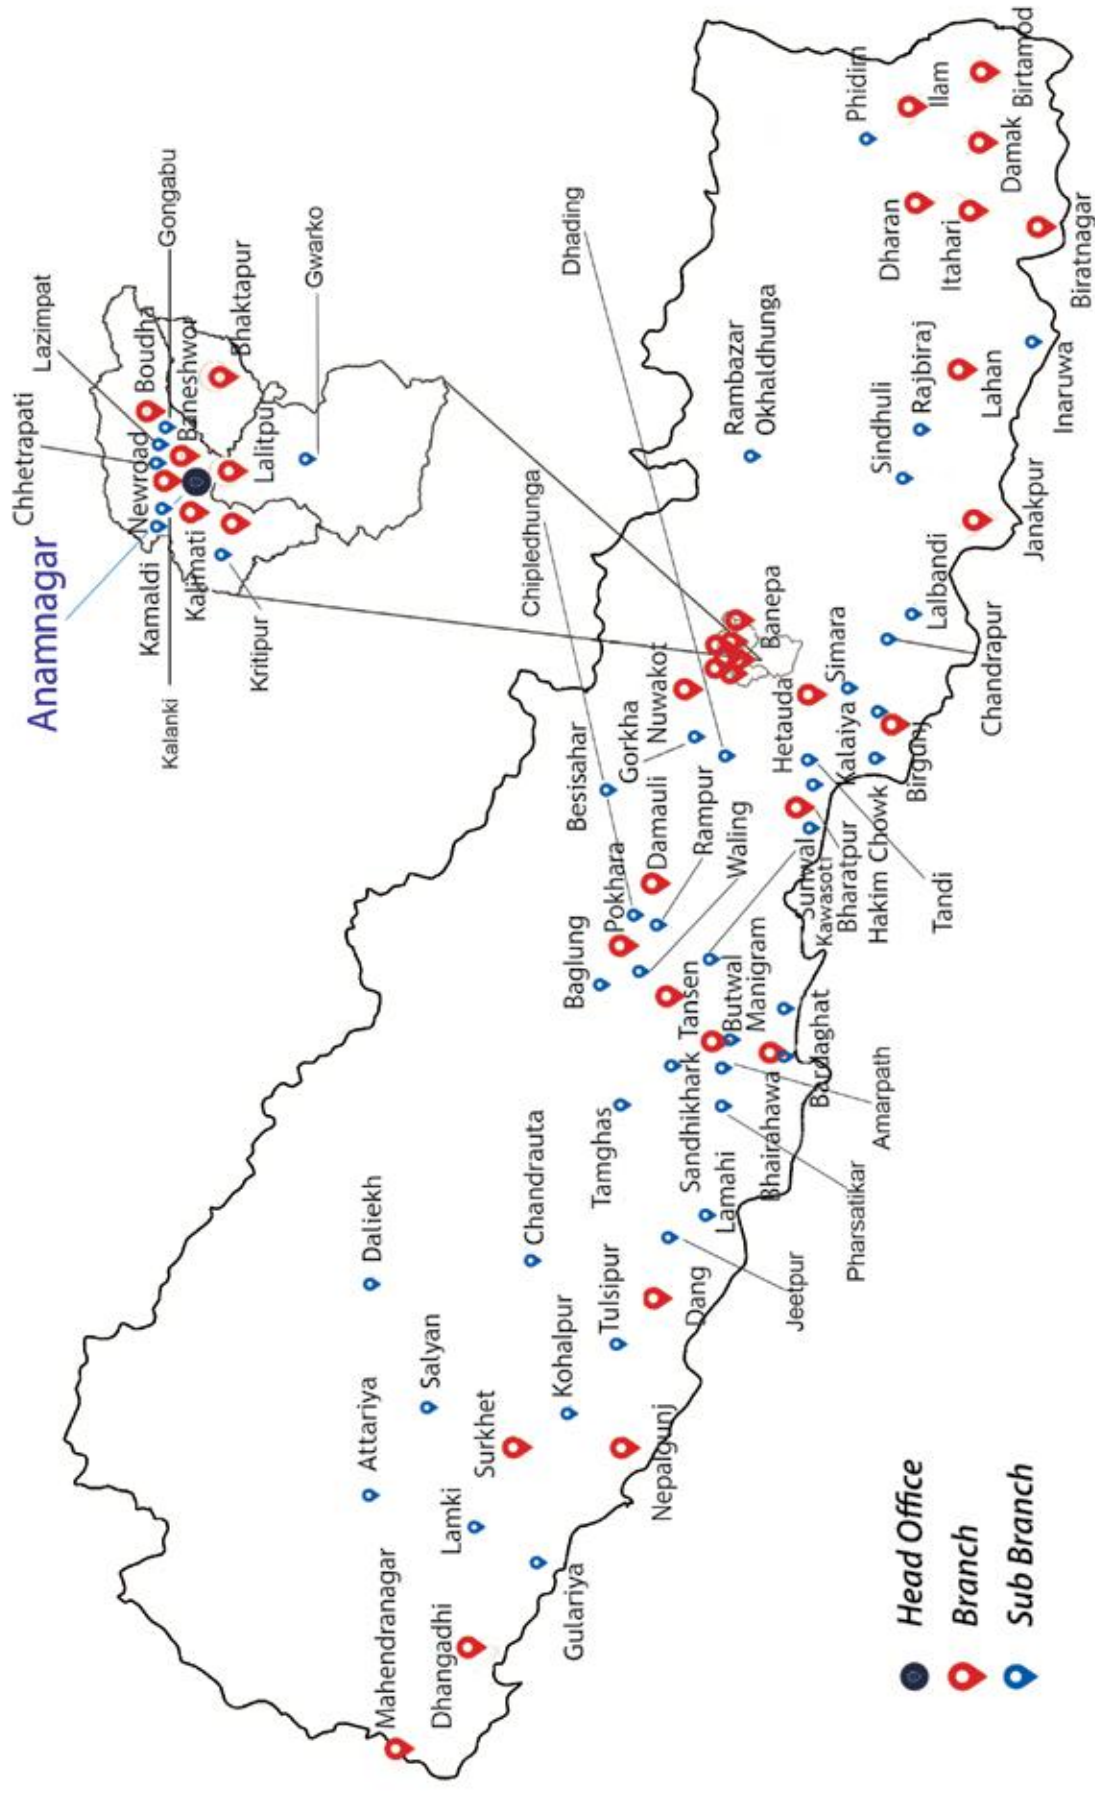 Mahendranagar
Dhangadhi
Attariya
Lamki
Gulariya
Daliekh
Salyan
Surkhet
Kohalpur
Nepalgunj
Chandrauta
Tulsipur
Dang
Jeetpur
Lamahi
Tamghas
Sandhikhark
Pharsatikar
Bhairahawa
Amarpath
Bardaghat
Baglung
Tansen
Butwal
Manigram
Pokhara
Damauli
Rampur
Waling
Sunwal
Kawasoti
Bharatpur
Hakim Chowk
Tandi
Besisahar
Gorkha
Nuwakot
Chipledhunga
Dhading
Hetauda
Kalaiya
Birgunj
Simara
Banepa
Chandrapur
Lalbandi
Janakpur
Rambazar
Okhaldhunga
Sindhuli
Rajbiraj
Lahan
Inaruwa
Dharan
Itahari
Biratnagar
Phidim
Ilam
Damak
Birtamod
Anamnagar
Chhetrapati
Lazimpat
Gongabu
Kalanki
Kamaldi
Newroad
Boudha
Baneshwor
Kalimati
Kritipur
Lalitpur
Bhaktapur
Gwarko
Head Office
Branch
Sub Branch